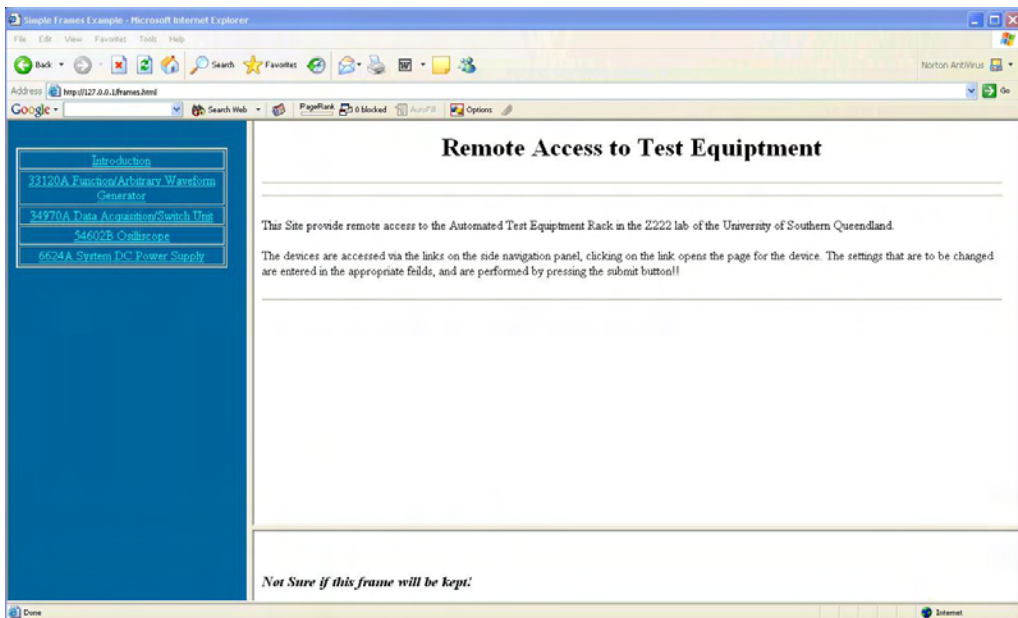 Simple Frames Example - Microsoft Internet Explorer
File Edit View Favorites Tools Help
Back Search Favorites Norton AntiVirus
Address http://127.0.0.1/frames.html Go
Google Search Web PageRank 0 blocked AutoFill Options
Introduction
33120A Function/Arbitrary Waveform
Generator
34970A Data Acquisition/Switch Unit
54602B Osilliscope
6624A System DC Power Supply
Remote Access to Test Equiptment
This Site provide remote access to the Automated Test Equiptment Rack in the Z222 lab of the University of Southern Queendland.
The devices are accessed via the links on the side navigation panel, clicking on the link opens the page for the device. The settings that are to be changed
are entered in the appropriate feilds, and are performed by pressing the submit button!!
Not Sure if this frame will be kept!
Done Internet